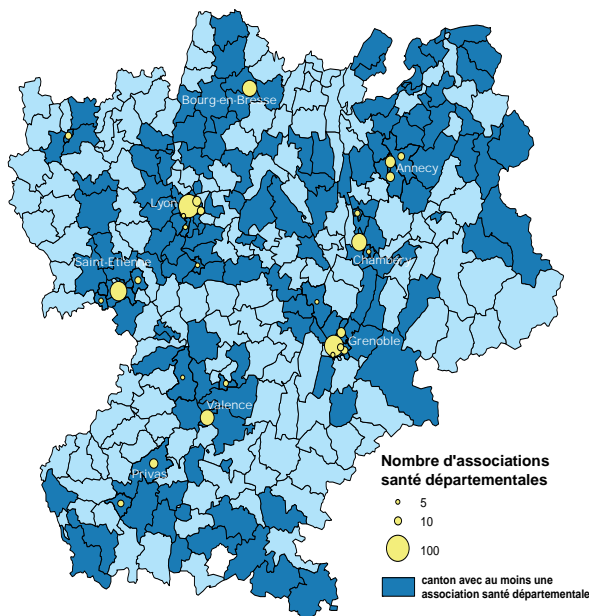 Bourg-en-Bresse
Annecy
Lyon
Chambéry
Saint-Etienne
Grenoble
Valence
Privas
Nombre d'associations
santé départementales
5
10
100
canton avec au moins une
association santé départementale